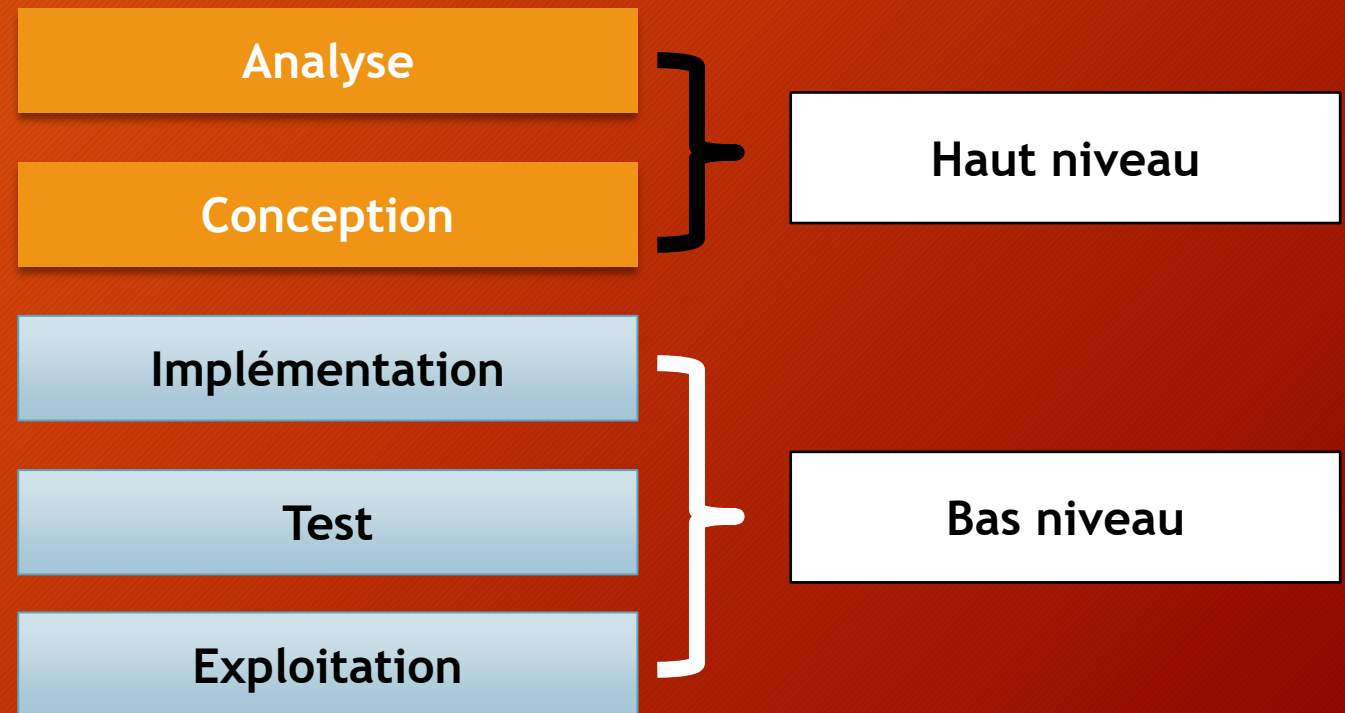 Analyse
Conception
Haut niveau
Implémentation
Test
Exploitation
Bas niveau